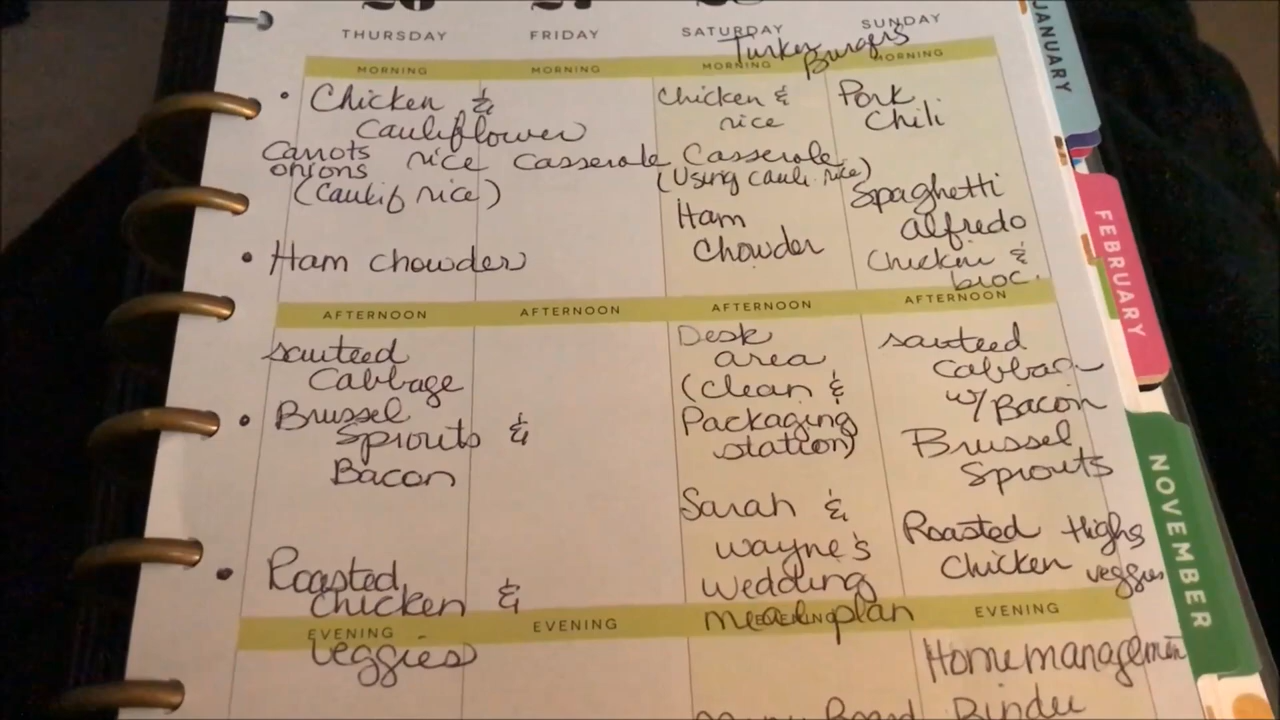 THURSDAY FRIDAY SATURDAY SUNDAY
Turkey Burgers
MORNING MORNING MORNING MORNING
• Chicken &
Cauliflower
Carrots
onions
rice casserole
(Caulif rice)
• Ham chowder
Chicken &
rice
Casserole
(Using cauli. rice)
Ham
Chowder
Pork
Chili
Spaghetti
alfredo
Chicken &
broc.
AFTERNOON AFTERNOON AFTERNOON AFTERNOON
sauteed
Cabbage
• Brussel
Sprouts &
Bacon
• Roasted
Chicken &
veggies
Desk
area
(clean &
Packaging
station)
Sarah &
Wayne's
Wedding
meal plan
sauteed
Cabbage
w/ Bacon
Brussel
Sprouts
Roasted thighs
Chicken veggies
EVENING EVENING EVENING
Home management
Binder
Board
JANUARY
FEBRUARY
NOVEMBER